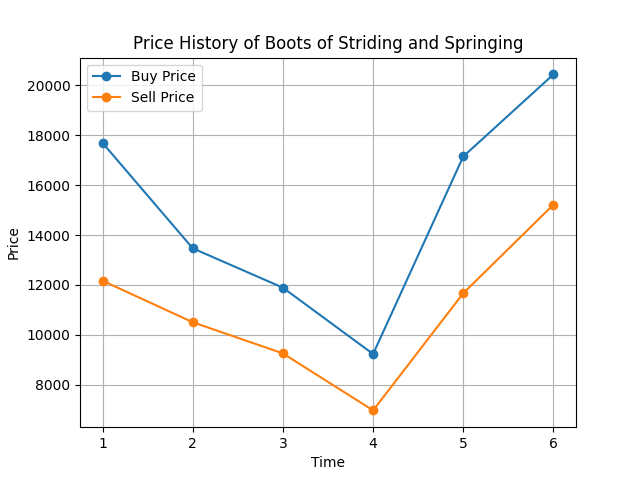 Price History of Boots of Striding and Springing
Buy Price
Sell Price
20000
18000
16000
14000
12000
10000
8000
Price
1 2 3 4 5 6
Time